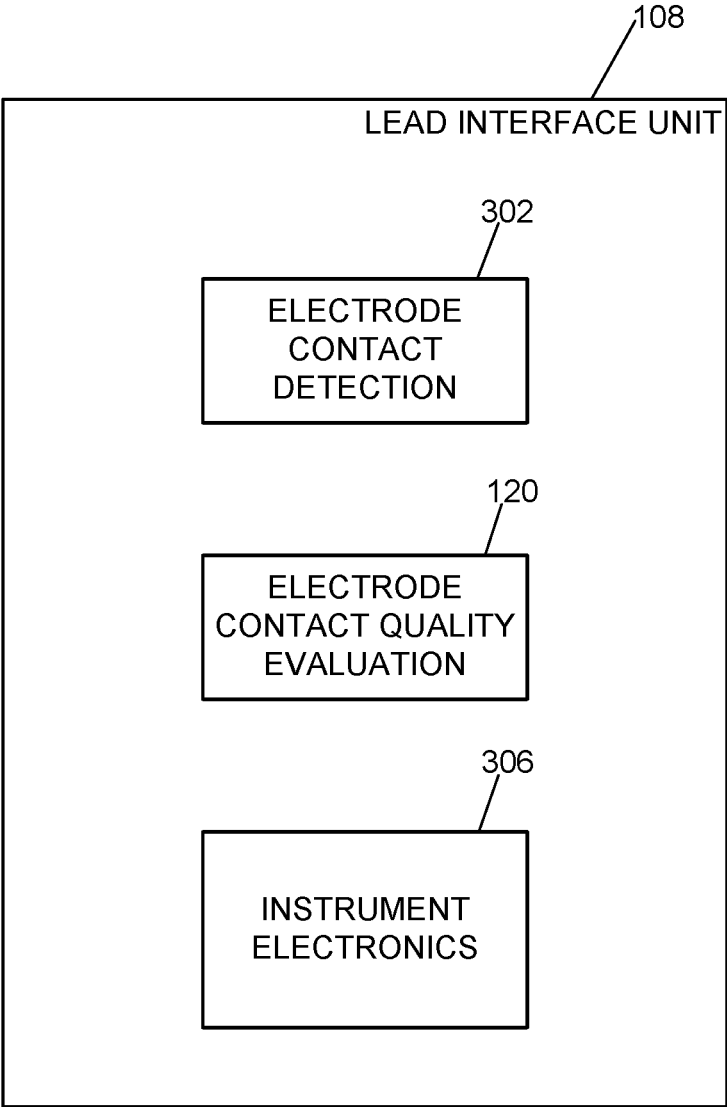 108
LEAD INTERFACE UNIT
302
ELECTRODE
CONTACT
DETECTION
120
ELECTRODE
CONTACT QUALITY
EVALUATION
306
INSTRUMENT
ELECTRONICS